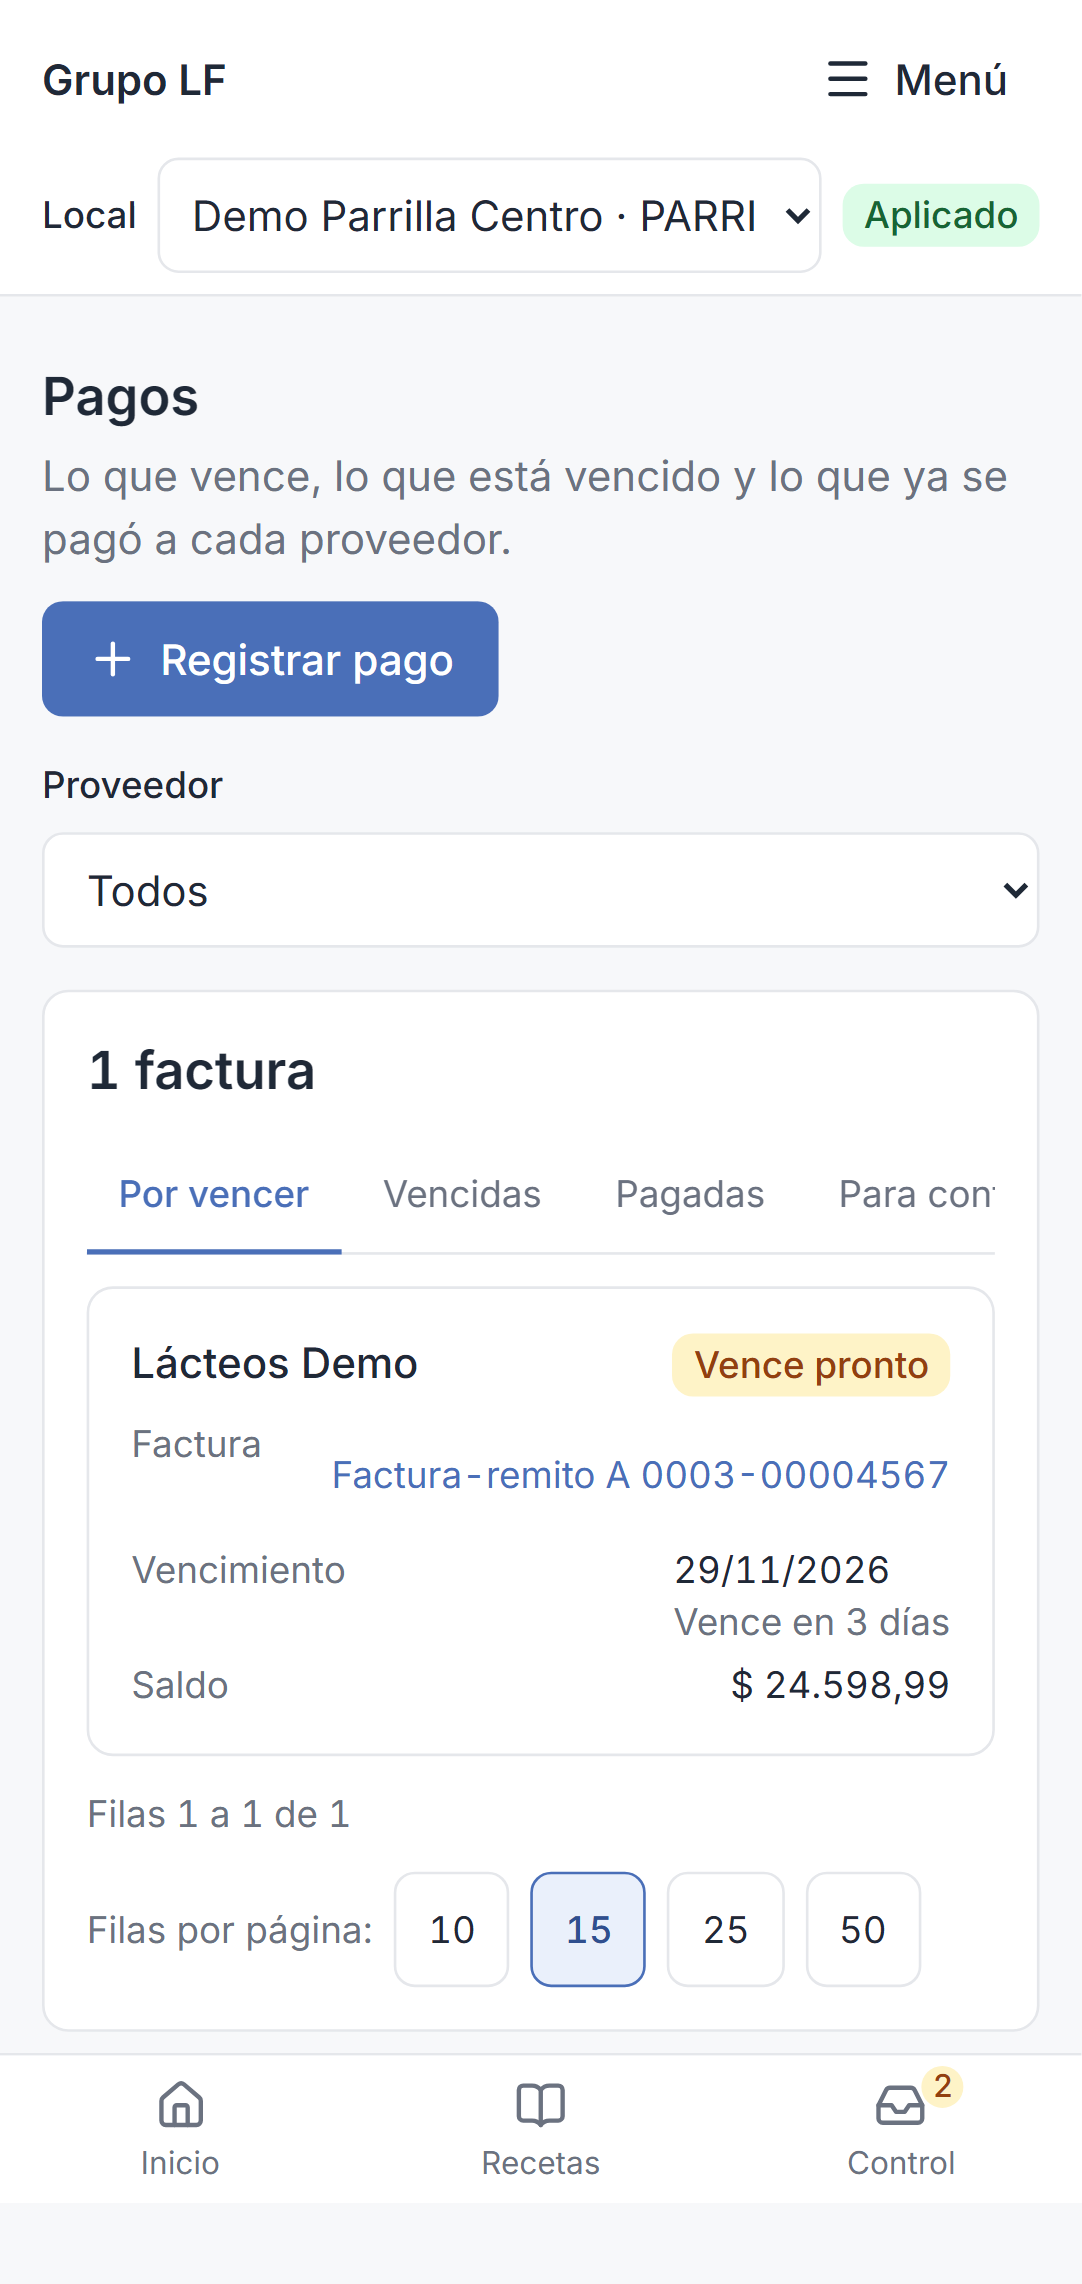 Grupo LF
Menú
Local
Demo Parrilla Centro · PARRI
Aplicado
Pagos
Lo que vence, lo que está vencido y lo que ya se
pagó a cada proveedor.
Registrar pago
Proveedor
Todos
1 factura
Por vencer
Vencidas
Pagadas
Para con
Lácteos Demo
Vence pronto
Factura
Factura-remito A 0003-00004567
Vencimiento
29/11/2026
Vence en 3 días
Saldo
$ 24.598,99
Filas 1 a 1 de 1
Filas por página:
10
15
25
50
2
Inicio
Recetas
Control